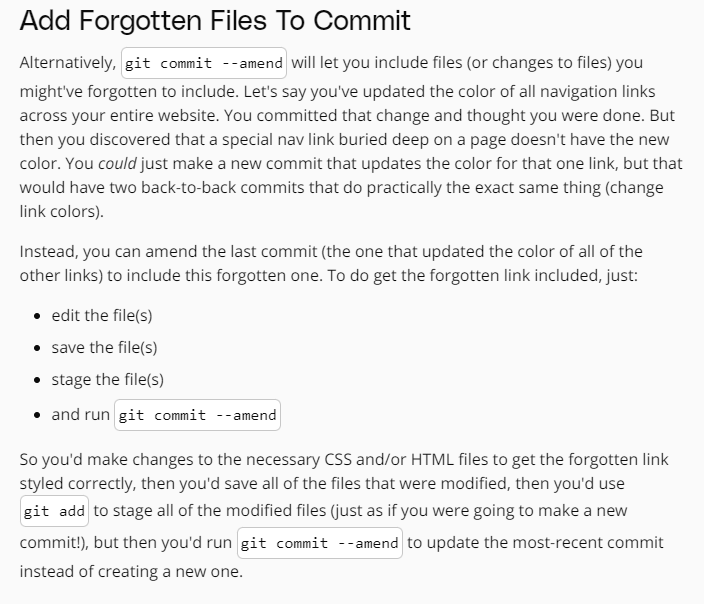 Add Forgotten Files To Commit
Alternatively, git commit --amend will let you include files (or changes to files) you
might've forgotten to include. Let's say you've updated the color of all navigation links
across your entire website. You committed that change and thought you were done. But
then you discovered that a special nav link buried deep on a page doesn't have the new
color. You could just make a new commit that updates the color for that one link, but that
would have two back-to-back commits that do practically the exact same thing (change
link colors).
Instead, you can amend the last commit (the one that updated the color of all of the
other links) to include this forgotten one. To do get the forgotten link included, just:
• edit the file(s)
• save the file(s)
• stage the file(s)
• and run git commit --amend
So you'd make changes to the necessary CSS and/or HTML files to get the forgotten link
styled correctly, then you'd save all of the files that were modified, then you'd use
git add to stage all of the modified files (just as if you were going to make a new
commit!), but then you'd run git commit --amend to update the most-recent commit
instead of creating a new one.